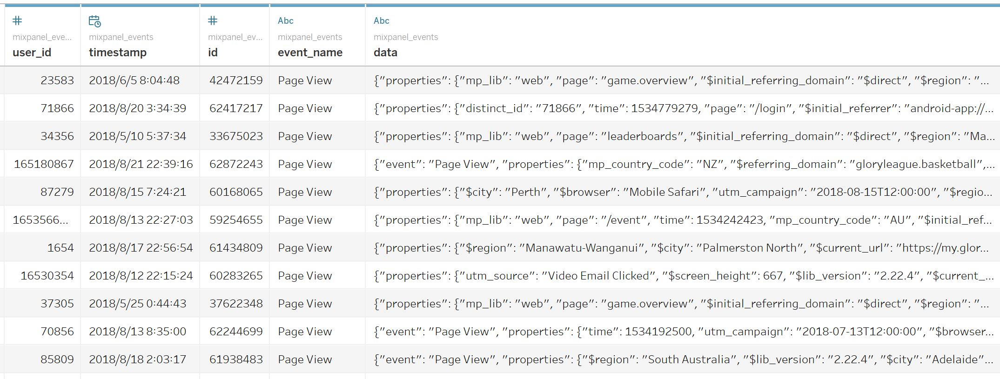 # # Abc Abc
mixpanel_eve... mixpanel_events mixpanel_ev... mixpanel_events mixpanel_events
user_id timestamp id event_name data
23583 2018/6/5 8:04:48 42472159 Page View {"properties": {"mp_lib": "web", "page": "game.overview", "$initial_referring_domain": "$direct", "$region": "...
71866 2018/8/20 3:34:39 62417217 Page View {"properties": {"distinct_id": "71866", "time": 1534779279, "page": "/login", "$initial_referrer": "android-app://...
34356 2018/5/10 5:37:34 33675023 Page View {"properties": {"mp_lib": "web", "page": "leaderboards", "$initial_referring_domain": "$direct", "$region": "Ma...
165180867 2018/8/21 22:39:16 62872243 Page View {"event": "Page View", "properties": {"mp_country_code": "NZ", "$referring_domain": "gloryleague.basketball",...
87279 2018/8/15 7:24:21 60168065 Page View {"properties": {"$city": "Perth", "$browser": "Mobile Safari", "utm_campaign": "2018-08-15T12:00:00", "$regio...
1653566... 2018/8/13 22:27:03 59254655 Page View {"properties": {"mp_lib": "web", "page": "/event", "time": 1534242423, "mp_country_code": "AU", "$initial_ref...
1654 2018/8/17 22:56:54 61434809 Page View {"properties": {"$region": "Manawatu-Wanganui", "$city": "Palmerston North", "$current_url": "https://my.glor...
16530354 2018/8/12 22:15:24 60283265 Page View {"properties": {"utm_source": "Video Email Clicked", "$screen_height": 667, "$lib_version": "2.22.4", "$current_...
37305 2018/5/25 0:44:43 37622348 Page View {"properties": {"mp_lib": "web", "page": "game.overview", "$initial_referring_domain": "$direct", "$region": "...
70856 2018/8/13 8:35:00 62244699 Page View {"event": "Page View", "properties": {"time": 1534192500, "utm_campaign": "2018-07-13T12:00:00", "$browser...
85809 2018/8/18 2:03:17 61938483 Page View {"event": "Page View", "properties": {"$region": "South Australia", "$lib_version": "2.22.4", "$city": "Adelaide"...